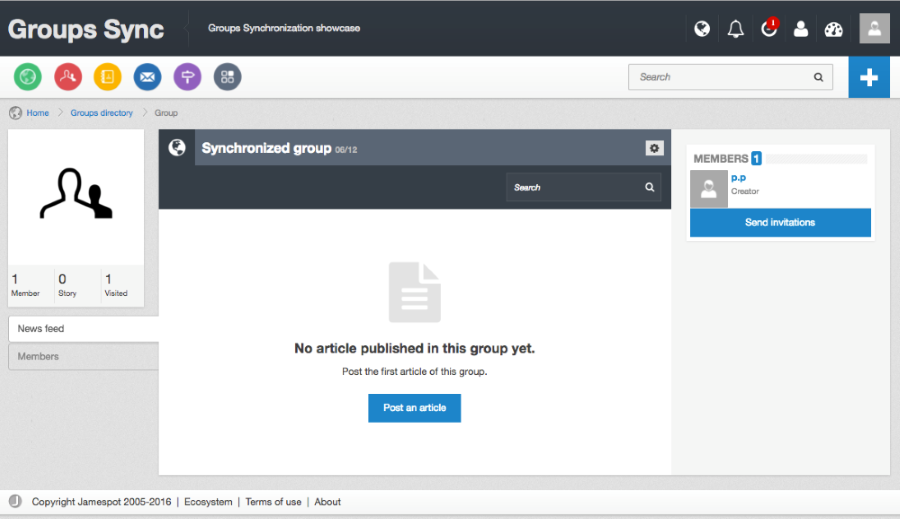 Groups Sync
Groups Synchronization showcase
1
Search
Home
Groups directory
Group
1
Member
0
Story
1
Visited
News feed
Members
Synchronized group 06/12
Search
No article published in this group yet.
Post the first article of this group.
Post an article
MEMBERS 1
p.p
Creator
Send invitations
Copyright Jamespot 2005-2016 | Ecosystem | Terms of use | About